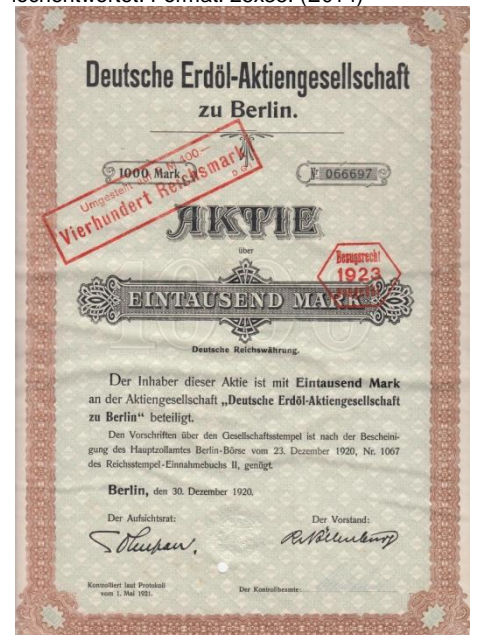 Deutsche Erdöl-Aktiengesellschaft
zu Berlin.
1000 Mark
№ 066697
Umgestellt auf M 400—
Vierhundert Reichsmark
D.G.
AKTIE
über
Bezugsrecht
1923
1000
EINTAUSEND MARK
Deutsche Reichswährung.
Der Inhaber dieser Aktie ist mit Eintausend Mark
an der Aktiengesellschaft „Deutsche Erdöl-Aktiengesellschaft
zu Berlin“ beteiligt.
Den Vorschriften über den Gesellschaftsstempel ist nach der Bescheini-
gung des Hauptzollamtes Berlin-Börse vom 23. Dezember 1920, Nr. 1067
des Reichsstempel-Einnahmebuchs II, genügt.
Berlin, den 30. Dezember 1920.
Der Aufsichtsrat:
Der Vorstand:
Kontrolliert laut Protokoll
vom 1. Mai 1921.
Der Kontrollbeamte: